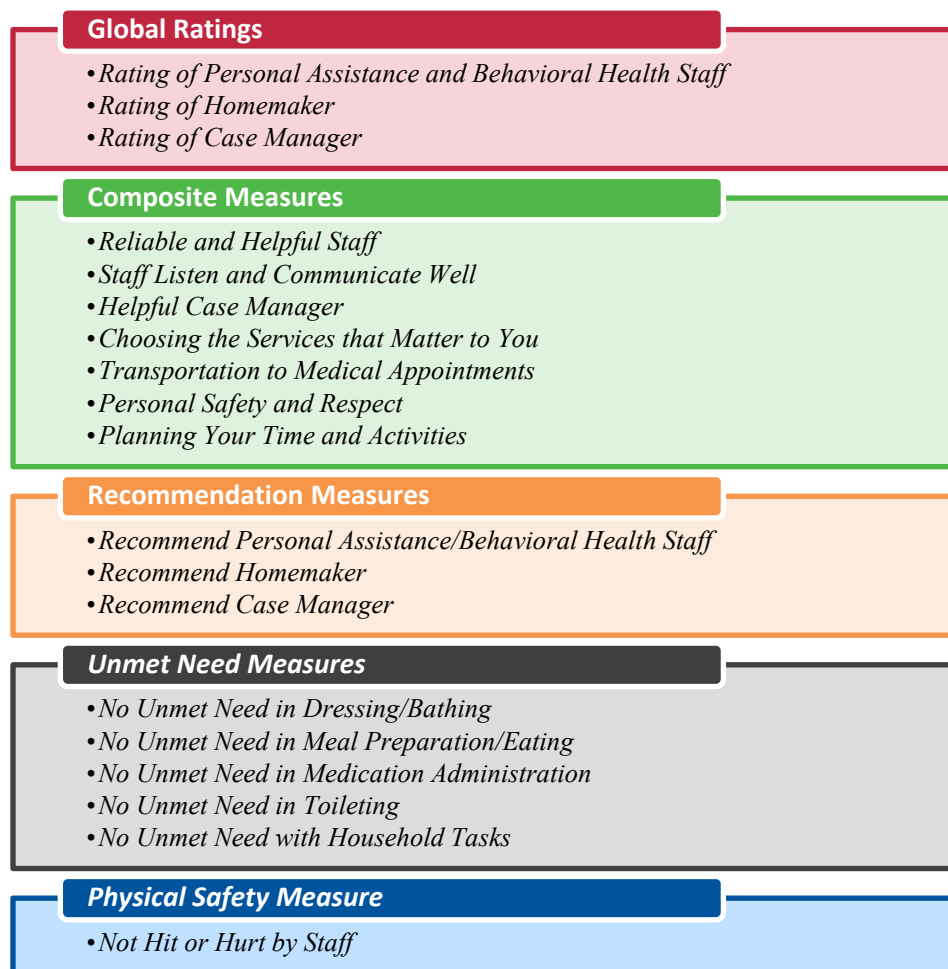 Global Ratings
•Rating of Personal Assistance and Behavioral Health Staff
•Rating of Homemaker
•Rating of Case Manager
Composite Measures
•Reliable and Helpful Staff
•Staff Listen and Communicate Well
•Helpful Case Manager
•Choosing the Services that Matter to You
•Transportation to Medical Appointments
•Personal Safety and Respect
•Planning Your Time and Activities
Recommendation Measures
•Recommend Personal Assistance/Behavioral Health Staff
•Recommend Homemaker
•Recommend Case Manager
Unmet Need Measures
•No Unmet Need in Dressing/Bathing
•No Unmet Need in Meal Preparation/Eating
•No Unmet Need in Medication Administration
•No Unmet Need in Toileting
•No Unmet Need with Household Tasks
Physical Safety Measure
•Not Hit or Hurt by Staff